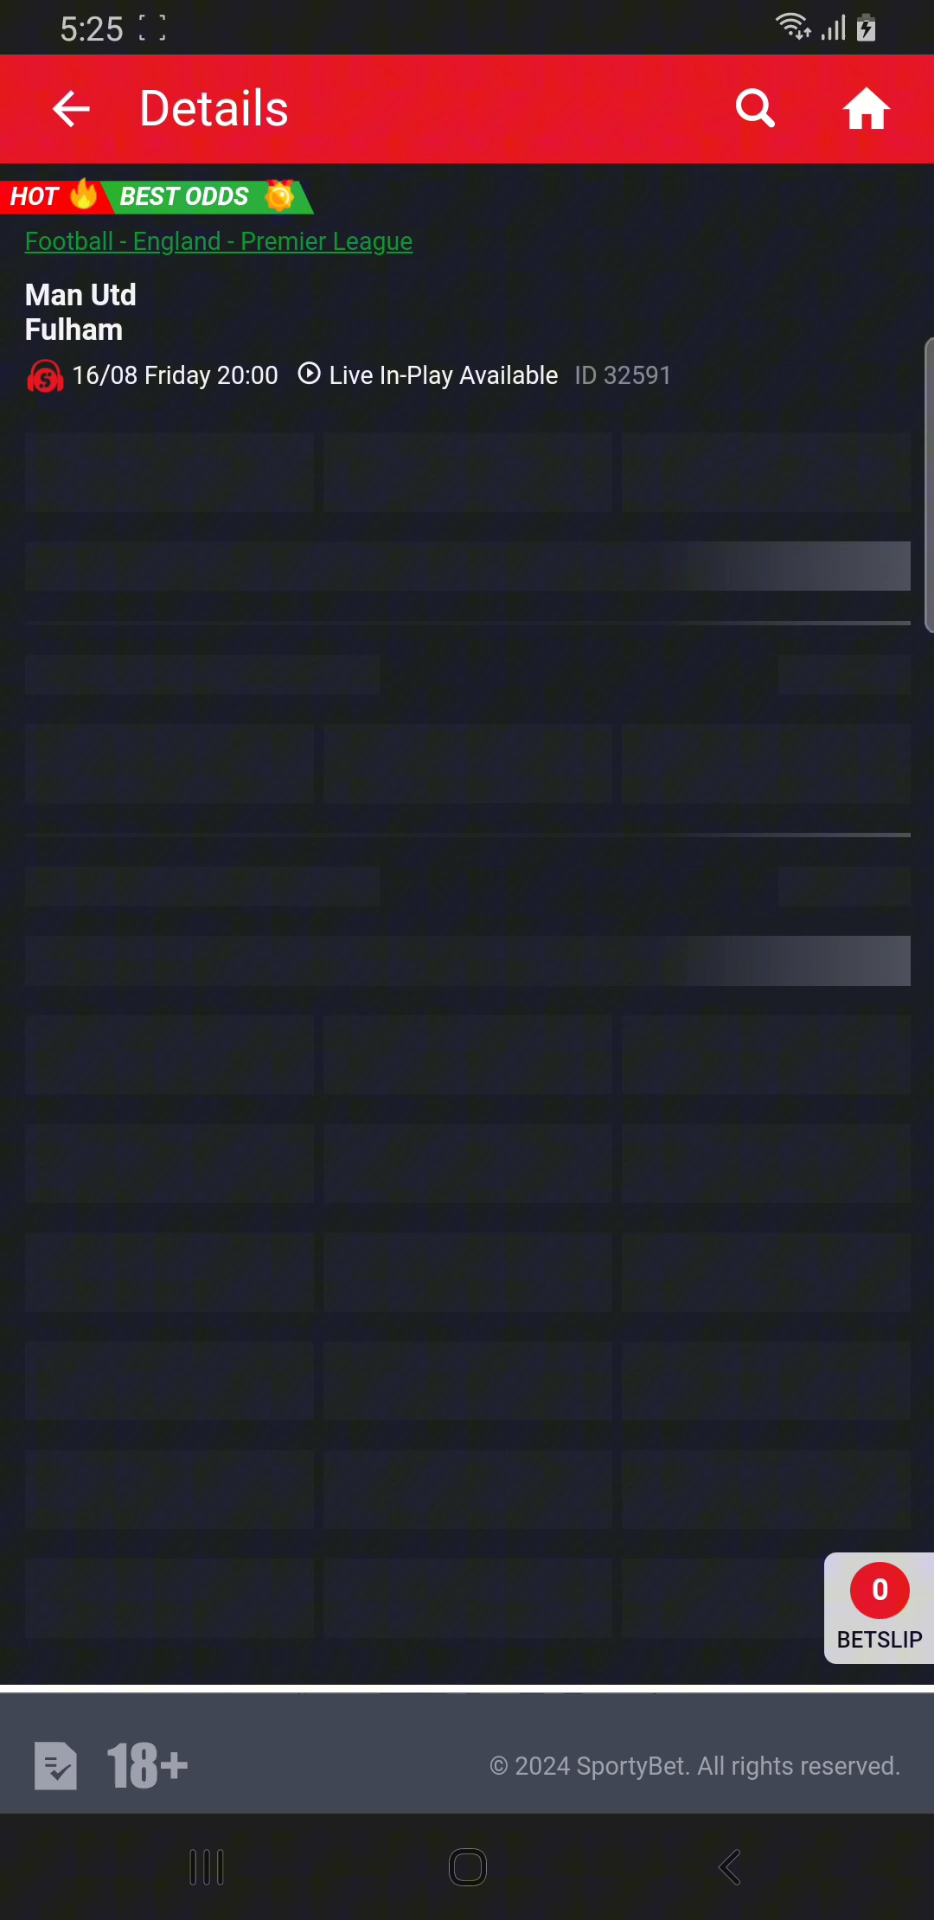 5:25
Details
HOT BEST ODDS
Football - England - Premier League
Man Utd
Fulham
16/08 Friday 20:00 Live In-Play Available ID 32591
0
BETSLIP
18+ © 2024 SportyBet. All rights reserved.